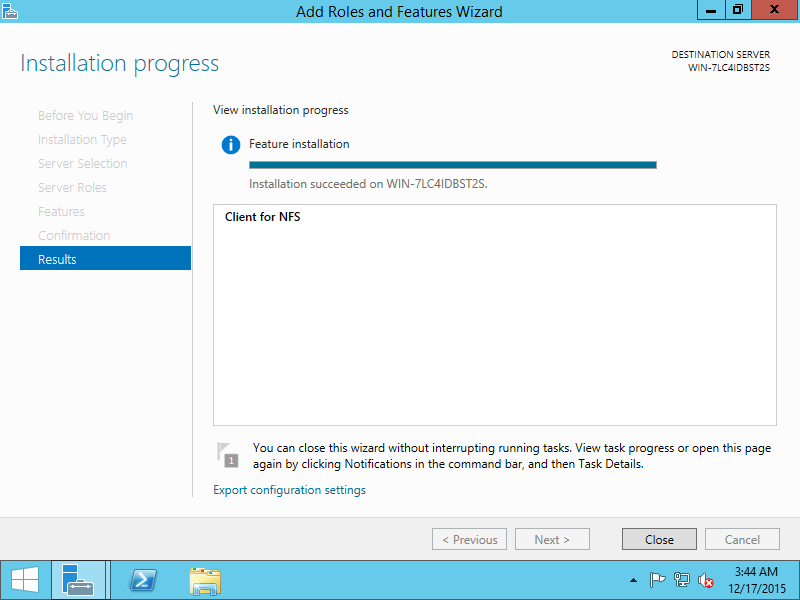 Add Roles and Features Wizard
Installation progress
DESTINATION SERVER
WIN-7LC4IDBST2S
Before You Begin
Installation Type
Server Selection
Server Roles
Features
Confirmation
Results
View installation progress
Feature installation
Installation succeeded on WIN-7LC4IDBST2S.
Client for NFS
1
You can close this wizard without interrupting running tasks. View task progress or open this page
again by clicking Notifications in the command bar, and then Task Details.
Export configuration settings
< Previous
Next >
Close
Cancel
3:44 AM
12/17/2015